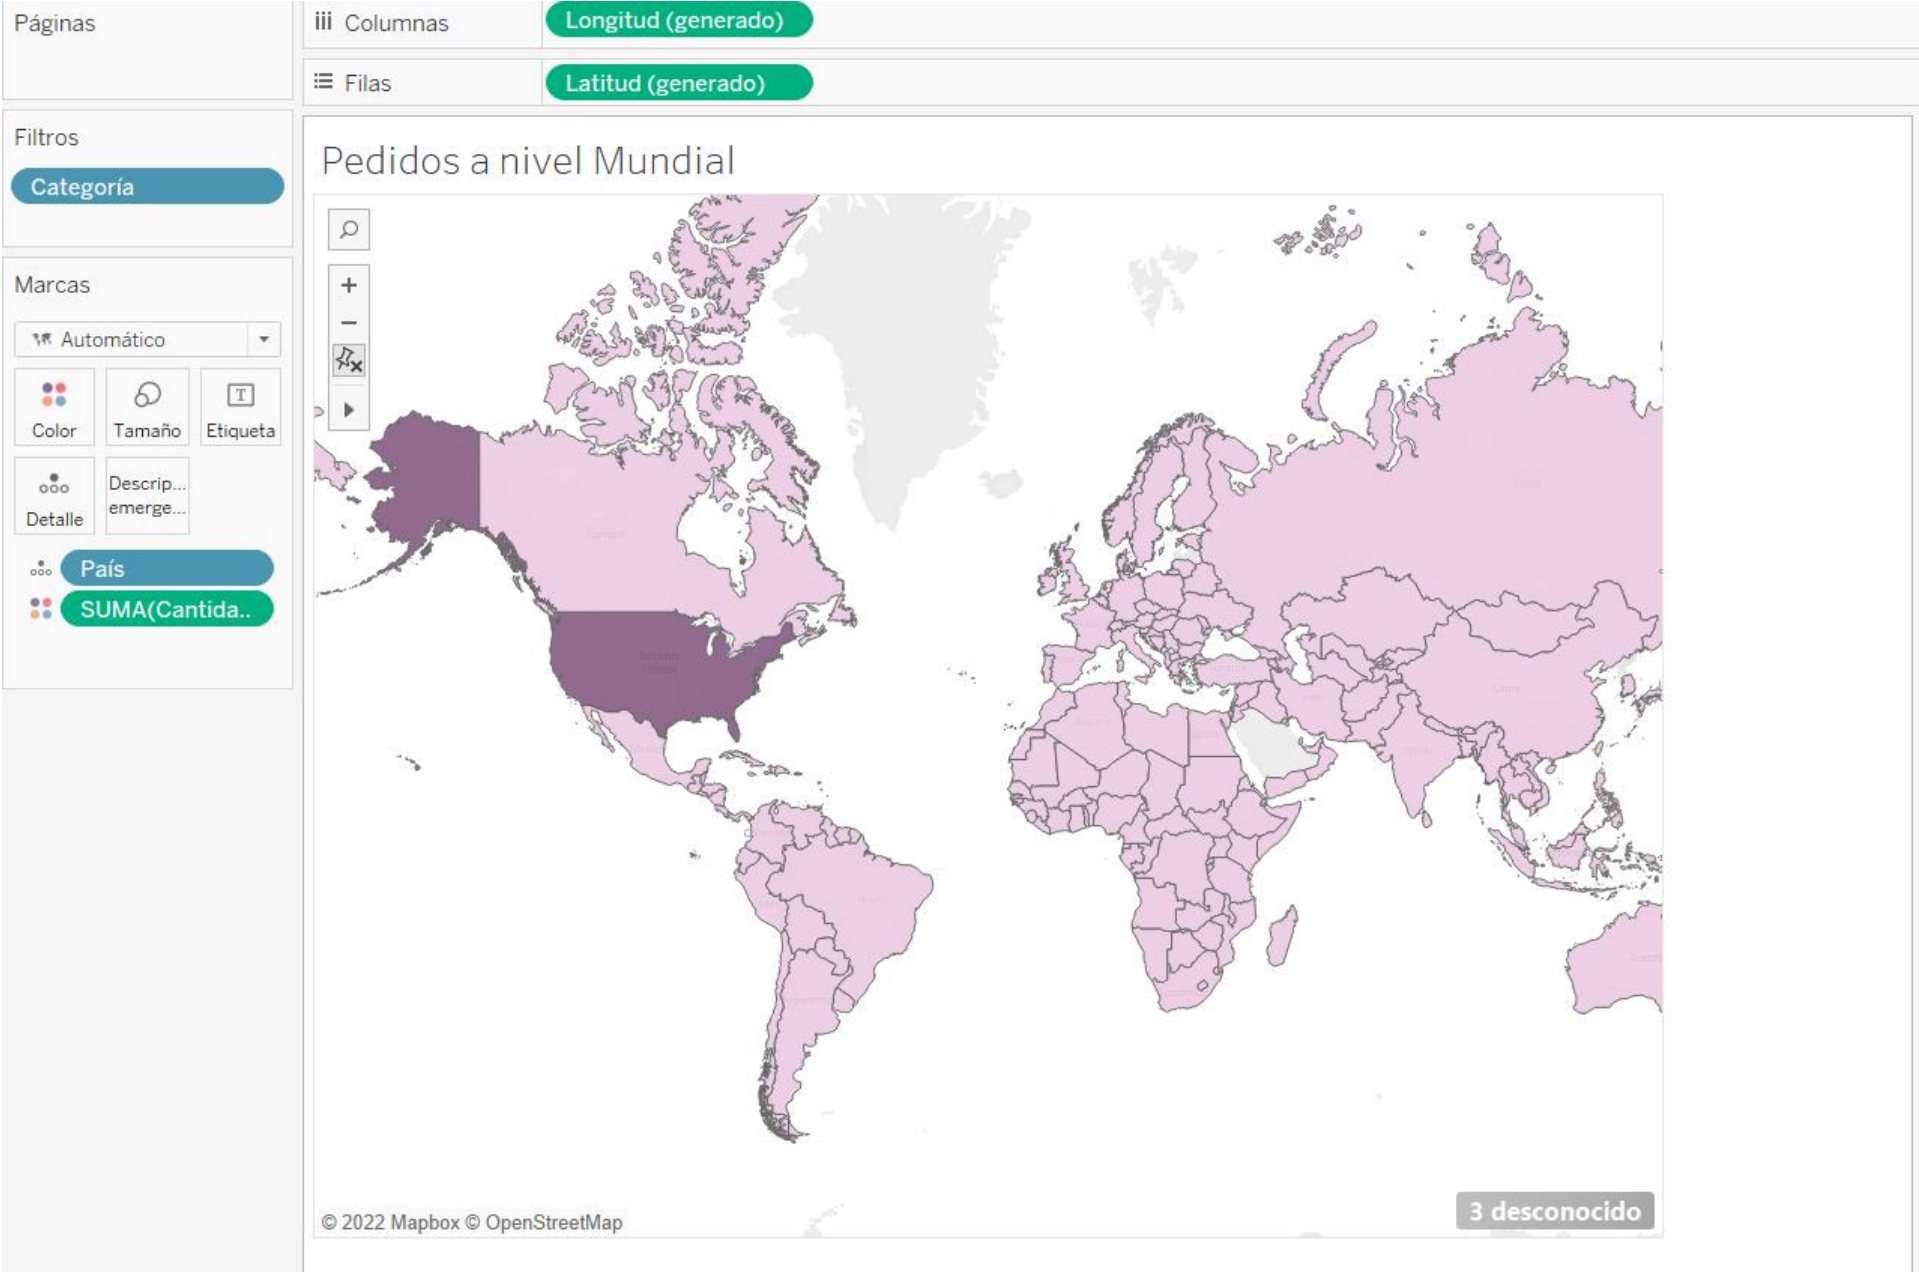 Páginas
iii Columnas
Longitud (generado)
Filas
Latitud (generado)
Filtros
Categoría
Pedidos a nivel Mundial
Marcas
Automático
Color
Tamaño
Etiqueta
Detalle
Descrip...
emerge...
País
SUMA(Cantida..
© 2022 Mapbox © OpenStreetMap
3 desconocido